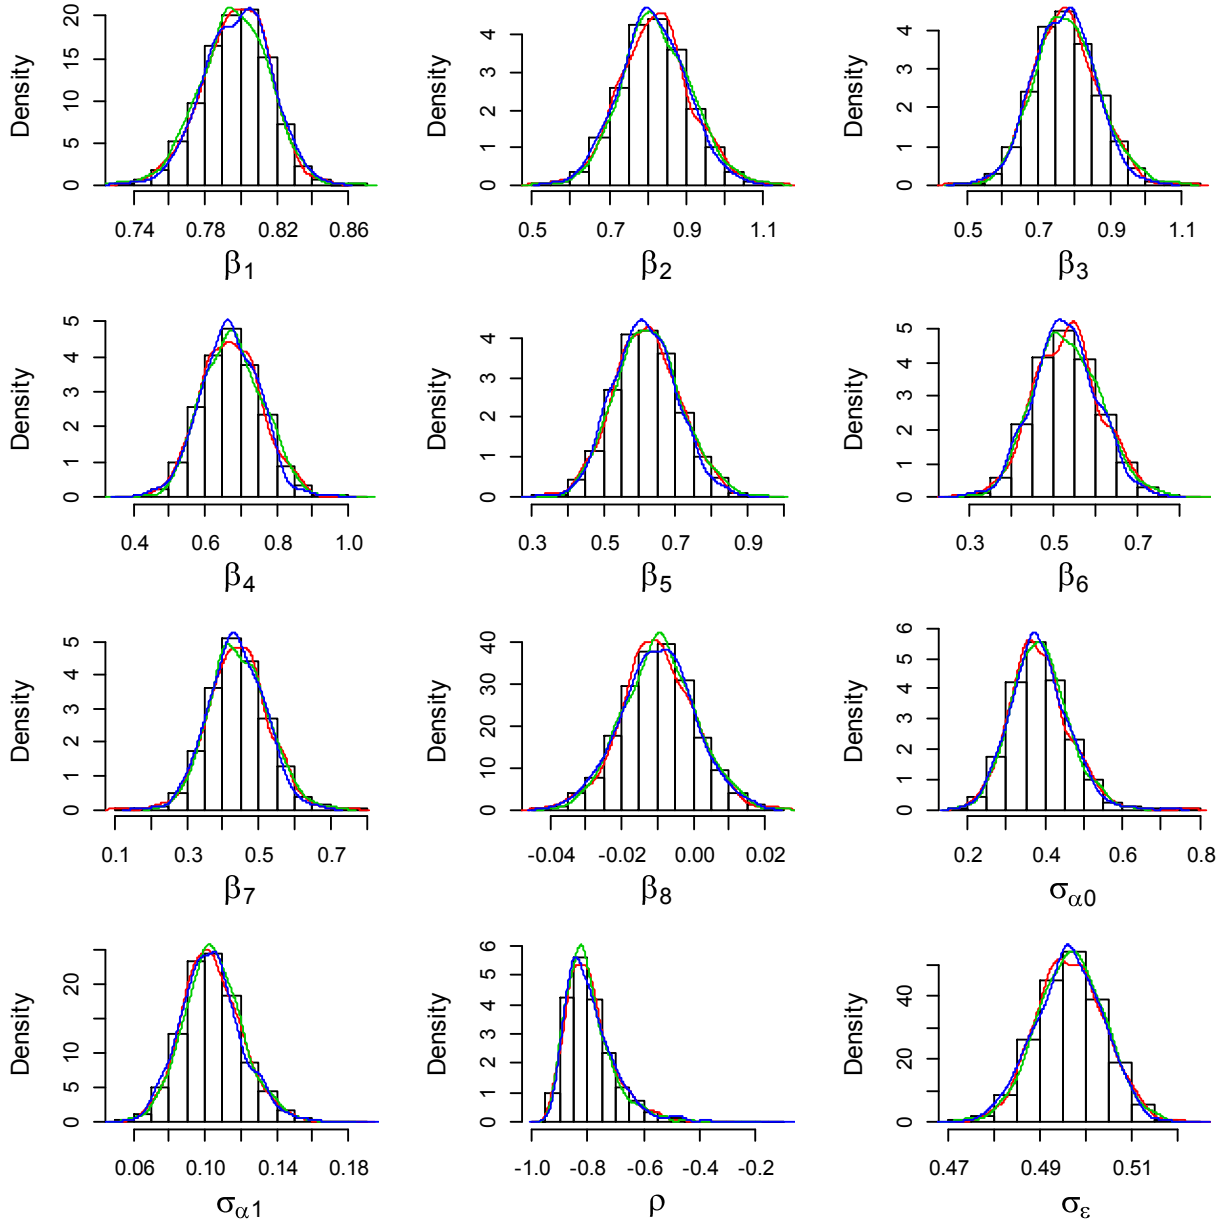 Density
0 5 10 15 20
0.74 0.78 0.82 0.86
β1
Density
0 1 2 3 4
0.5 0.7 0.9 1.1
β2
Density
0 1 2 3 4
0.5 0.7 0.9 1.1
β3
Density
0 1 2 3 4 5
0.4 0.6 0.8 1.0
β4
Density
0 1 2 3 4
0.3 0.5 0.7 0.9
β5
Density
0 1 2 3 4 5
0.3 0.5 0.7
β6
Density
0 1 2 3 4 5
0.1 0.3 0.5 0.7
β7
Density
0 10 20 30 40
-0.04 -0.02 0.00 0.02
β8
Density
0 1 2 3 4 5 6
0.2 0.4 0.6 0.8
σα0
Density
0 5 10 20
0.06 0.10 0.14 0.18
σα1
Density
0 1 2 3 4 5 6
-1.0 -0.8 -0.6 -0.4 -0.2
ρ
Density
0 20 40
0.47 0.49 0.51
σε